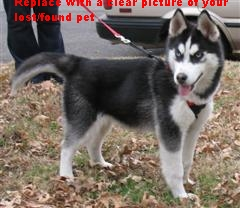 Replace with a clear picture of your
lost/found pet